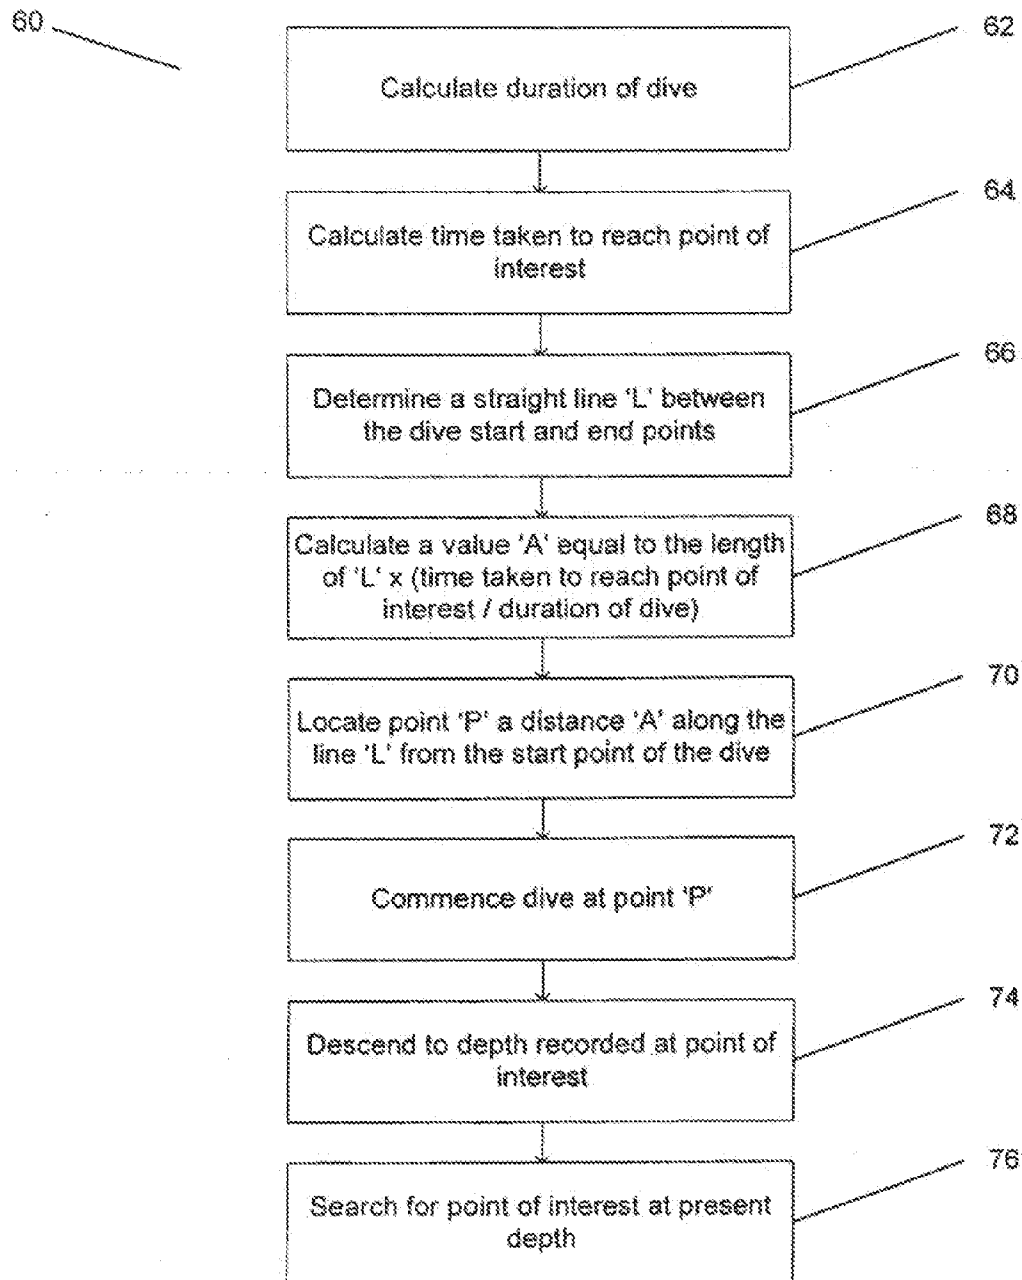 60
62
Calculate duration of dive
64
Calculate time taken to reach point of
interest
66
Determine a straight line 'L' between
the dive start and end points
68
Calculate a value 'A' equal to the length
of 'L' x (time taken to reach point of
interest / duration of dive)
70
Locate point 'P' a distance 'A' along the
line 'L' from the start point of the dive
72
Commence dive at point 'P'
74
Descend to depth recorded at point of
interest
76
Search for point of interest at present
depth